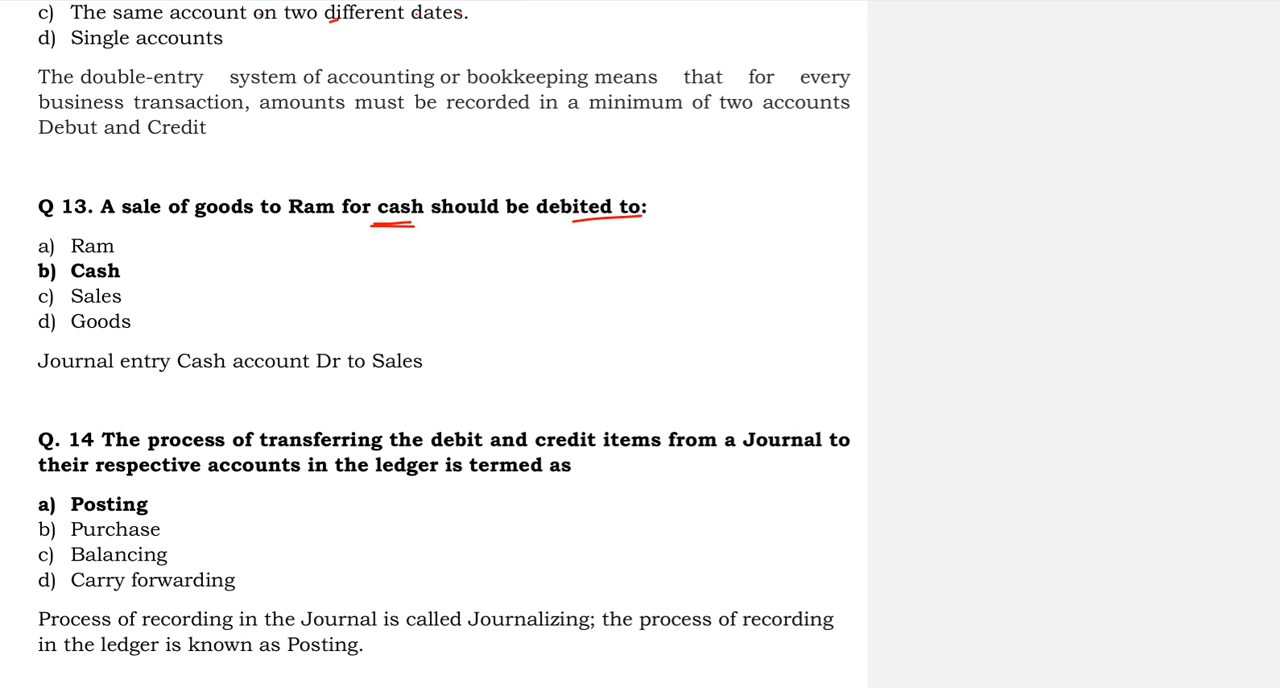 c) The same account on two different dates.
d) Single accounts
The double-entry system of accounting or bookkeeping means that for every
business transaction, amounts must be recorded in a minimum of two accounts
Debut and Credit
Q 13. A sale of goods to Ram for cash should be debited to:
a) Ram
b) Cash
c) Sales
d) Goods
Journal entry Cash account Dr to Sales
Q. 14 The process of transferring the debit and credit items from a Journal to
their respective accounts in the ledger is termed as
a) Posting
b) Purchase
c) Balancing
d) Carry forwarding
Process of recording in the Journal is called Journalizing; the process of recording
in the ledger is known as Posting.